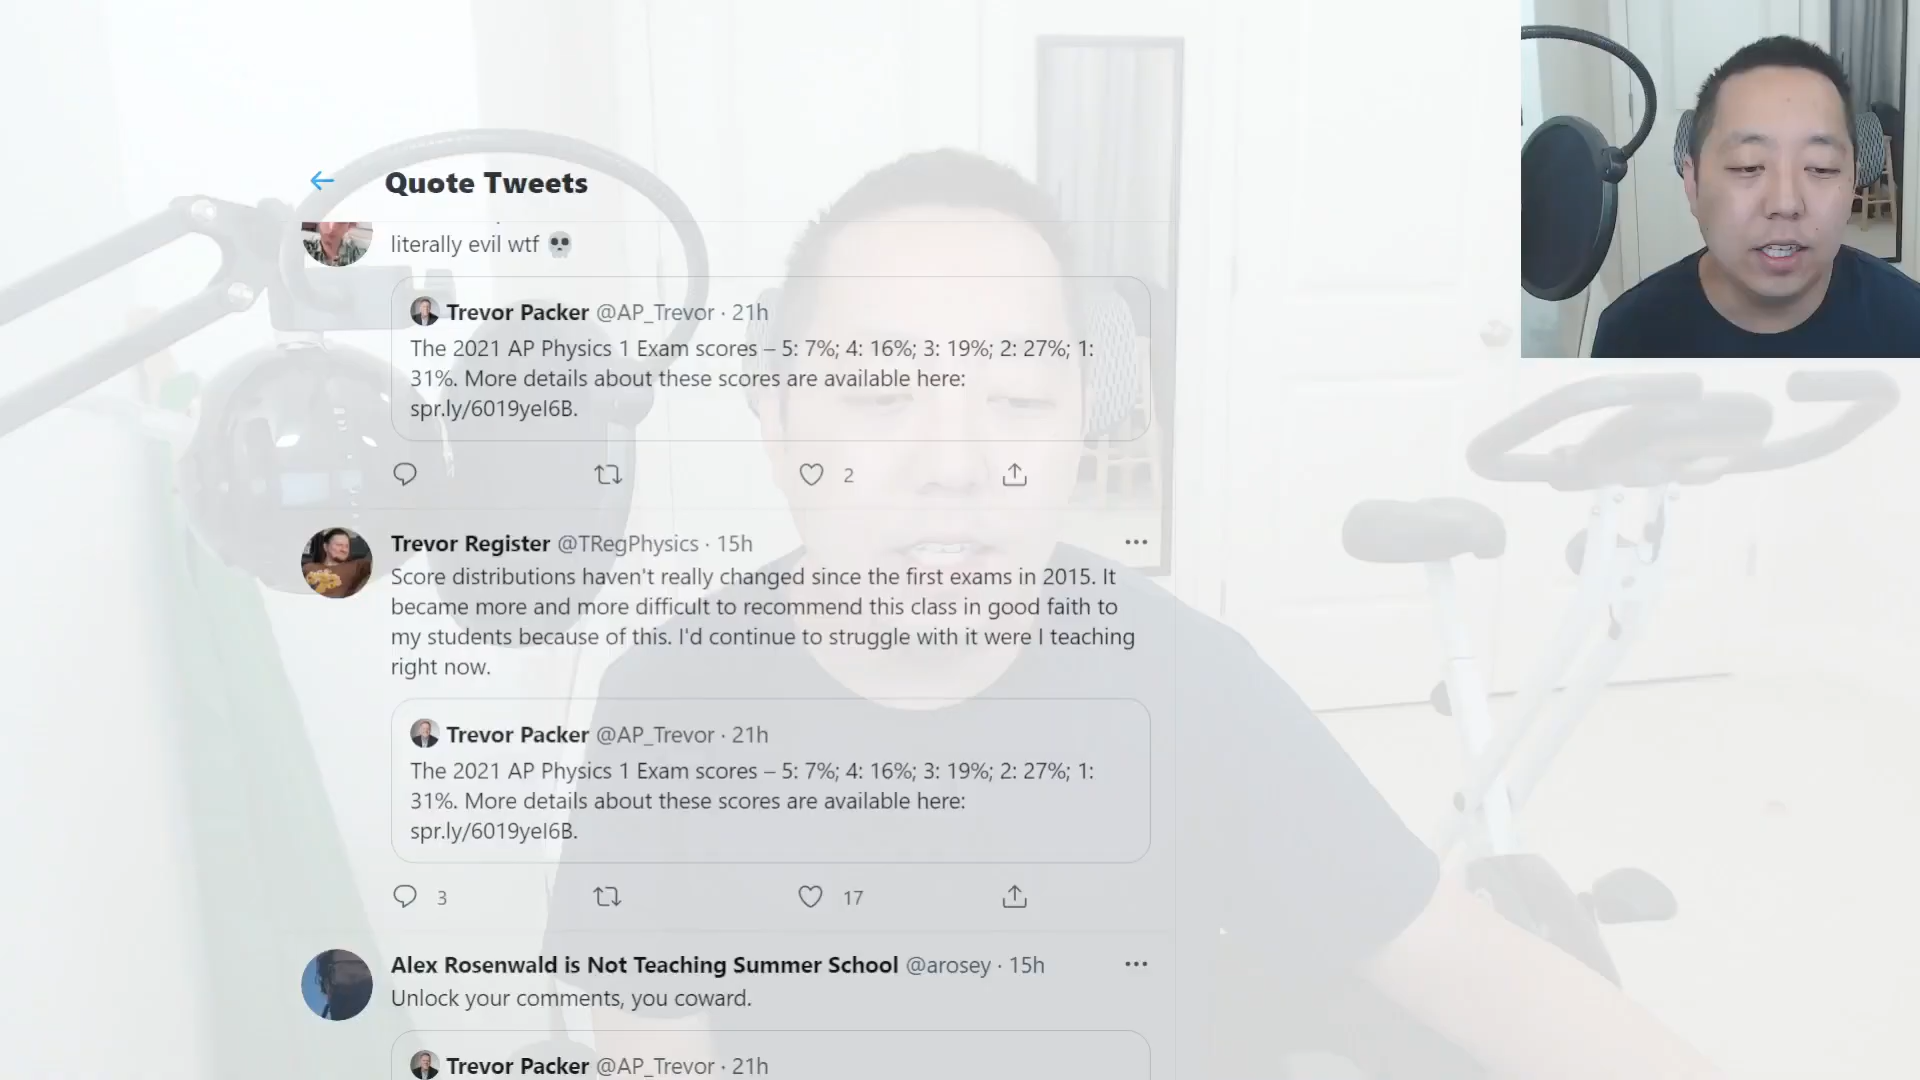 Quote Tweets
literally evil wtf 💀
Trevor Packer @AP_Trevor · 21h
The 2021 AP Physics 1 Exam scores – 5: 7%; 4: 16%; 3: 19%; 2: 27%; 1:
31%. More details about these scores are available here:
spr.ly/6019yeI6B.
2
Trevor Register @TRegPhysics · 15h
Score distributions haven't really changed since the first exams in 2015. It
became more and more difficult to recommend this class in good faith to
my students because of this. I'd continue to struggle with it were I teaching
right now.
Trevor Packer @AP_Trevor · 21h
The 2021 AP Physics 1 Exam scores – 5: 7%; 4: 16%; 3: 19%; 2: 27%; 1:
31%. More details about these scores are available here:
spr.ly/6019yeI6B.
3 17
Alex Rosenwald is Not Teaching Summer School @arosey · 15h
Unlock your comments, you coward.
Trevor Packer @AP_Trevor · 21h